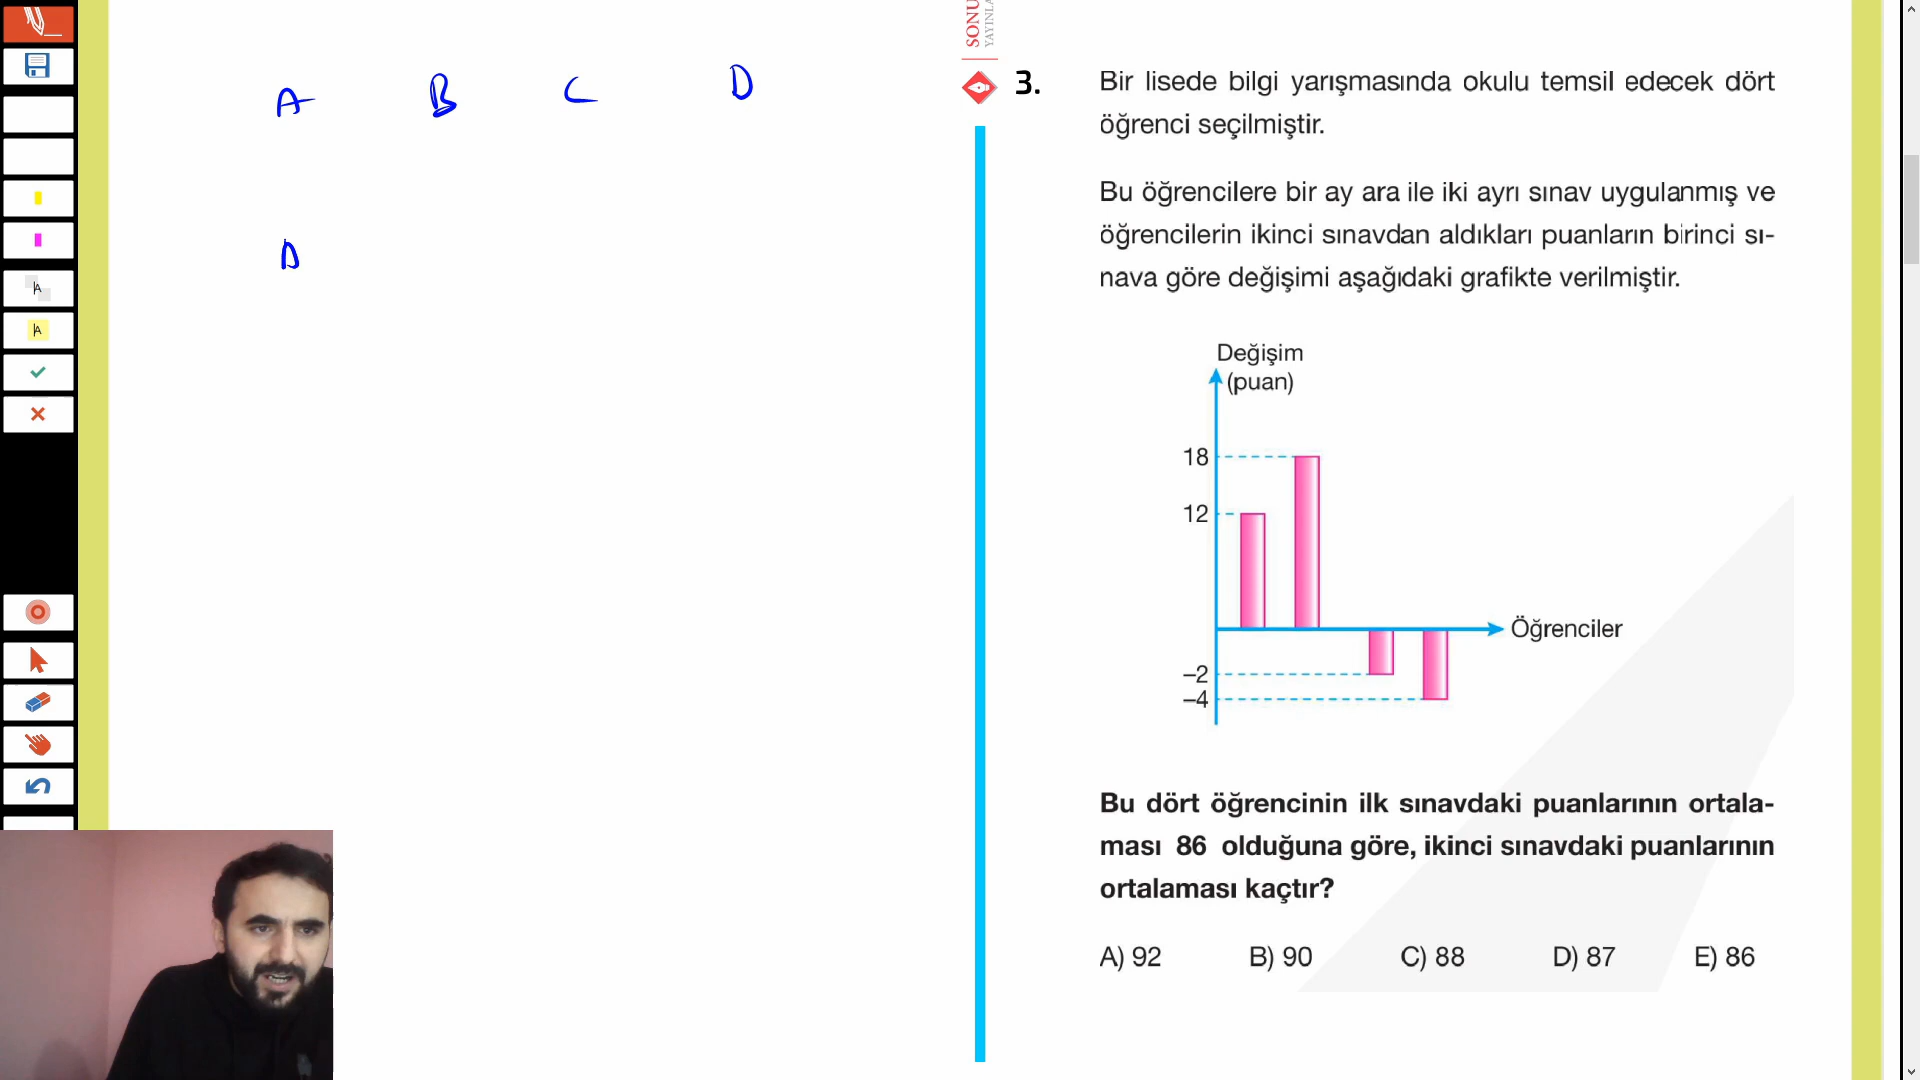 A B C D
D
SONU
YAYINLA
3.
Bir lisede bilgi yarışmasında okulu temsil edecek dört
öğrenci seçilmiştir.
Bu öğrencilere bir ay ara ile iki ayrı sınav uygulanmış ve
öğrencilerin ikinci sınavdan aldıkları puanların birinci sı-
nava göre değişimi aşağıdaki grafikte verilmiştir.
Değişim
(puan)
18
12
Öğrenciler
–2
–4
Bu dört öğrencinin ilk sınavdaki puanlarının ortala-
ması 86 olduğuna göre, ikinci sınavdaki puanlarının
ortalaması kaçtır?
A) 92 B) 90 C) 88 D) 87 E) 86
A
A